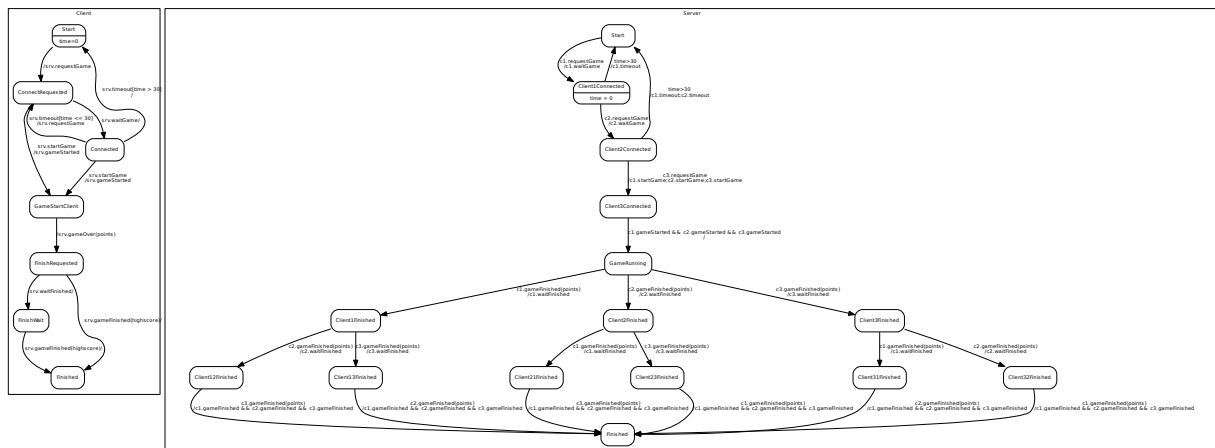 Client
Start
time=0
/srv.requestGame
ConnectRequested
srv.timeout[time > 30]
/
srv.timeout[time <= 30]
/srv.requestGame
srv.waitGame/
Connected
srv.startGame
/srv.gameStarted
srv.startGame
/srv.gameStarted
GameStartClient
/srv.gameOver(points)
FinishRequested
srv.waitFinished/
srv.gameFinished(highscore)/
FinishWait
srv.gameFinished(highscore)/
Finished
Server
Start
c1.requestGame
/c1.waitGame
time>30
/c1.timeout
Client1Connected
time = 0
time>30
/c1.timeout;c2.timeout
c2.requestGame
/c2.waitGame
Client2Connected
c3.requestGame
/c1.startGame;c2.startGame;c3.startGame
Client3Connected
c1.gameStarted && c2.gameStarted && c3.gameStarted
/
GameRunning
c1.gameFinished(points)
/c1.waitFinished
c2.gameFinished(points)
/c2.waitFinished
c3.gameFinished(points)
/c3.waitFinished
Client1Finished
Client2Finished
Client3Finished
c2.gameFinished(points)
/c2.waitFinished
c3.gameFinished(points)
/c3.waitFinished
c1.gameFinished(points)
/c1.waitFinished
c3.gameFinished(points)
/c3.waitFinished
c1.gameFinished(points)
/c1.waitFinished
c2.gameFinished(points)
/c2.waitFinished
Client12Finished
Client13Finished
Client21Finished
Client23Finished
Client31Finished
Client32Finished
c3.gameFinished(points)
/c1.gameFinished && c2.gameFinished && c3.gameFinished
c2.gameFinished(points)
/c1.gameFinished && c2.gameFinished && c3.gameFinished
c3.gameFinished(points)
/c1.gameFinished && c2.gameFinished && c3.gameFinished
c1.gameFinished(points)
/c1.gameFinished && c2.gameFinished && c3.gameFinished
c2.gameFinished(points)
/c1.gameFinished && c2.gameFinished && c3.gameFinished
c1.gameFinished(points)
/c1.gameFinished && c2.gameFinished && c3.gameFinished
Finished